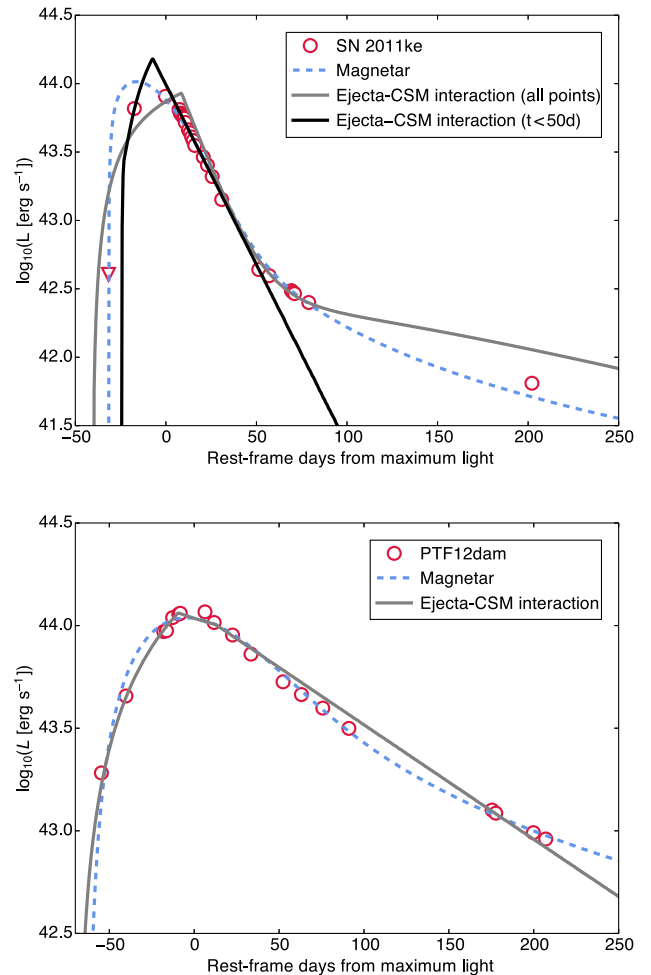 44.5
44.0
43.5
43.0
42.5
42.0
41.5
log₁₀(L [erg s⁻¹])
SN 2011ke
Magnetar
Ejecta-CSM interaction (all points)
Ejecta−CSM interaction (t<50d)
−50 0 50 100 150 200 250
Rest-frame days from maximum light
44.5
44.0
43.5
43.0
42.5
log₁₀(L [erg s⁻¹])
PTF12dam
Magnetar
Ejecta-CSM interaction
−50 0 50 100 150 200 250
Rest-frame days from maximum light